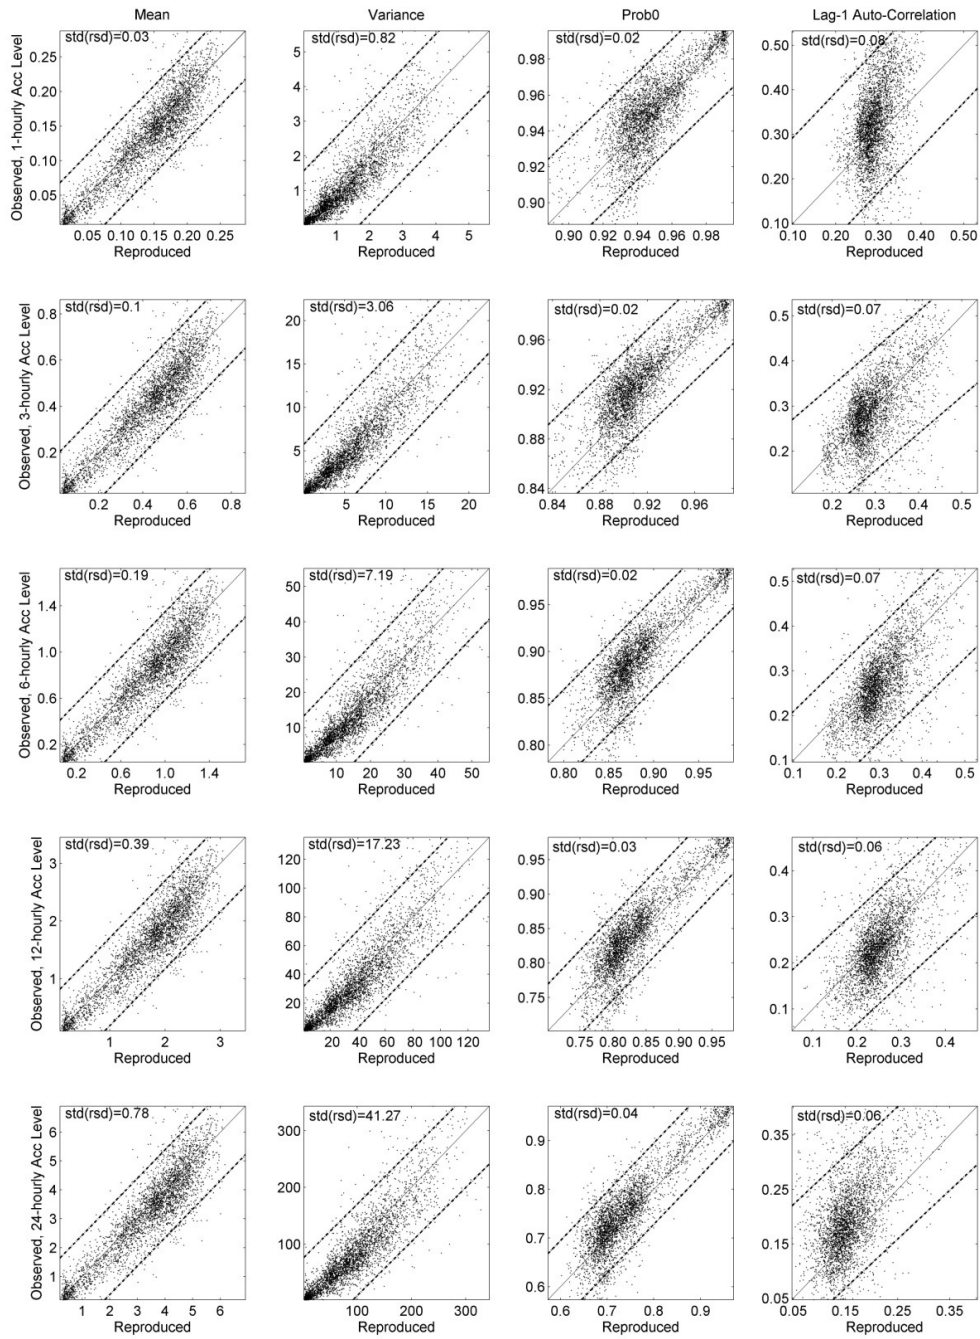 Mean Variance Prob0 Lag-1 Auto-Correlation
Observed, 1-hourly Acc Level
std(rsd)=0.03
0.25
0.20
0.15
0.10
0.05
0.05 0.10 0.15 0.20 0.25
Reproduced
std(rsd)=0.82
5
4
3
2
1
1 2 3 4 5
Reproduced
std(rsd)=0.02
0.98
0.96
0.94
0.92
0.90
0.90 0.92 0.94 0.96 0.98
Reproduced
std(rsd)=0.08
0.50
0.40
0.30
0.20
0.10
0.10 0.20 0.30 0.40 0.50
Reproduced
Observed, 3-hourly Acc Level
std(rsd)=0.1
0.8
0.6
0.4
0.2
0.2 0.4 0.6 0.8
Reproduced
std(rsd)=3.06
20
15
10
5
5 10 15 20
Reproduced
std(rsd)=0.02
0.96
0.92
0.88
0.84
0.84 0.88 0.92 0.96
Reproduced
std(rsd)=0.07
0.5
0.4
0.3
0.2
0.2 0.3 0.4 0.5
Reproduced
Observed, 6-hourly Acc Level
std(rsd)=0.19
1.4
1.0
0.6
0.2
0.2 0.6 1.0 1.4
Reproduced
std(rsd)=7.19
50
40
30
20
10
10 20 30 40 50
Reproduced
std(rsd)=0.02
0.95
0.90
0.85
0.80
0.80 0.85 0.90 0.95
Reproduced
std(rsd)=0.07
0.5
0.4
0.3
0.2
0.1
0.1 0.2 0.3 0.4 0.5
Reproduced
Observed, 12-hourly Acc Level
std(rsd)=0.39
3
2
1
1 2 3
Reproduced
std(rsd)=17.23
120
100
80
60
40
20
20 40 60 80 100 120
Reproduced
std(rsd)=0.03
0.95
0.90
0.85
0.80
0.75
0.75 0.80 0.85 0.90 0.95
Reproduced
std(rsd)=0.06
0.4
0.3
0.2
0.1
0.1 0.2 0.3 0.4
Reproduced
Observed, 24-hourly Acc Level
std(rsd)=0.78
6
5
4
3
2
1
1 2 3 4 5 6
Reproduced
std(rsd)=41.27
300
200
100
100 200 300
Reproduced
std(rsd)=0.04
0.9
0.8
0.7
0.6
0.6 0.7 0.8 0.9
Reproduced
std(rsd)=0.06
0.35
0.25
0.15
0.05
0.05 0.15 0.25 0.35
Reproduced